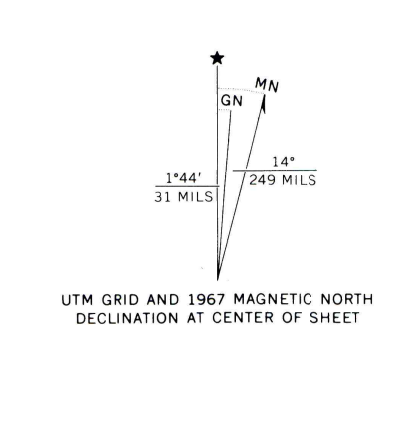 MN
GN
1°44′
31 MILS
14°
249 MILS
UTM GRID AND 1967 MAGNETIC NORTH
DECLINATION AT CENTER OF SHEET